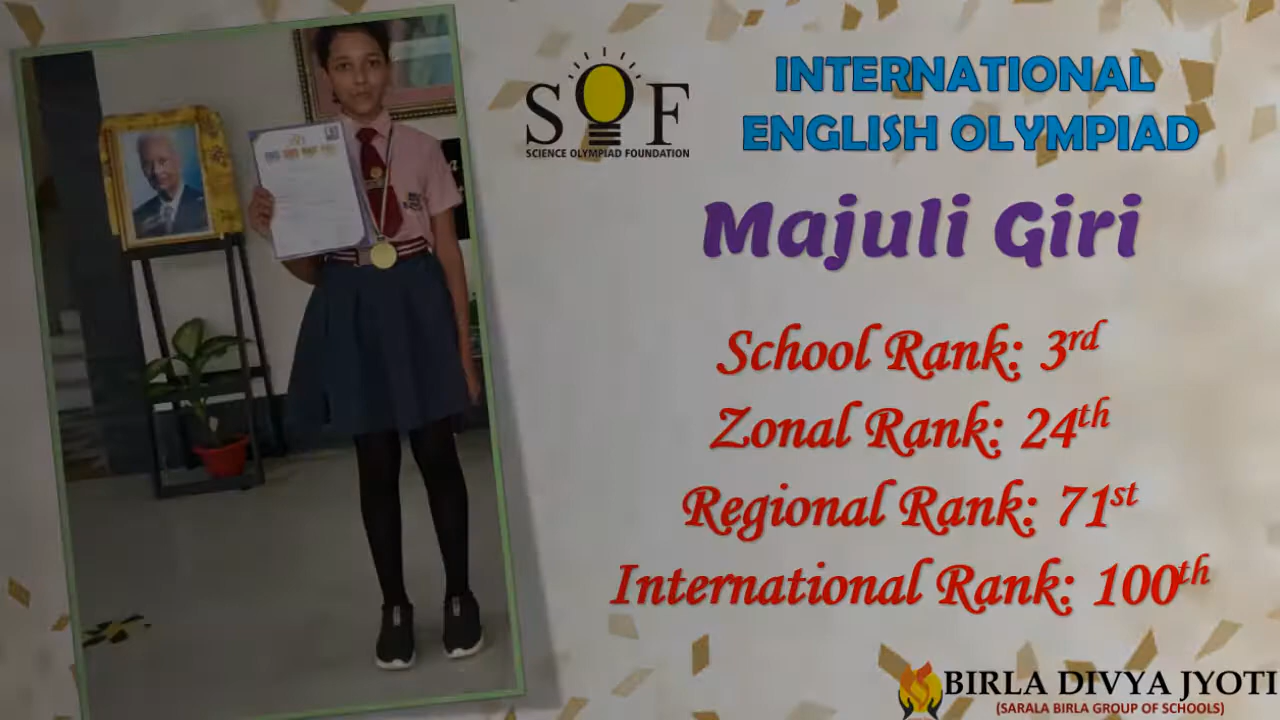 SOF
SCIENCE OLYMPIAD FOUNDATION
INTERNATIONAL
ENGLISH OLYMPIAD
Majuli Giri
School Rank: 3rd
Zonal Rank: 24th
Regional Rank: 71st
International Rank: 100th
BIRLA DIVYA JYOTI
(SARALA BIRLA GROUP OF SCHOOLS)